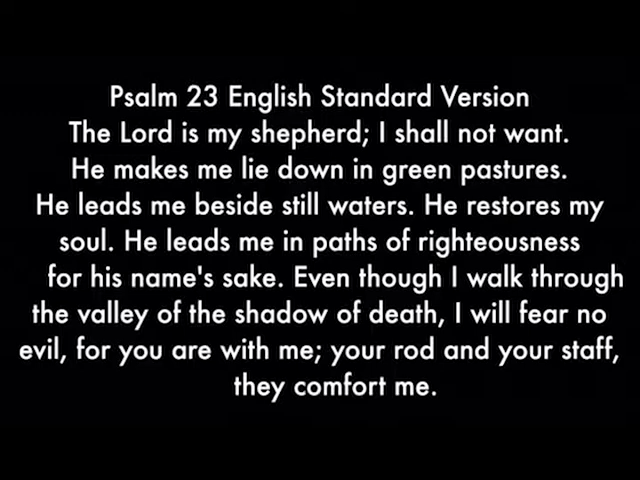 Psalm 23 English Standard Version
The Lord is my shepherd; I shall not want.
He makes me lie down in green pastures.
He leads me beside still waters. He restores my
soul. He leads me in paths of righteousness
for his name's sake. Even though I walk through
the valley of the shadow of death, I will fear no
evil, for you are with me; your rod and your staff,
they comfort me.